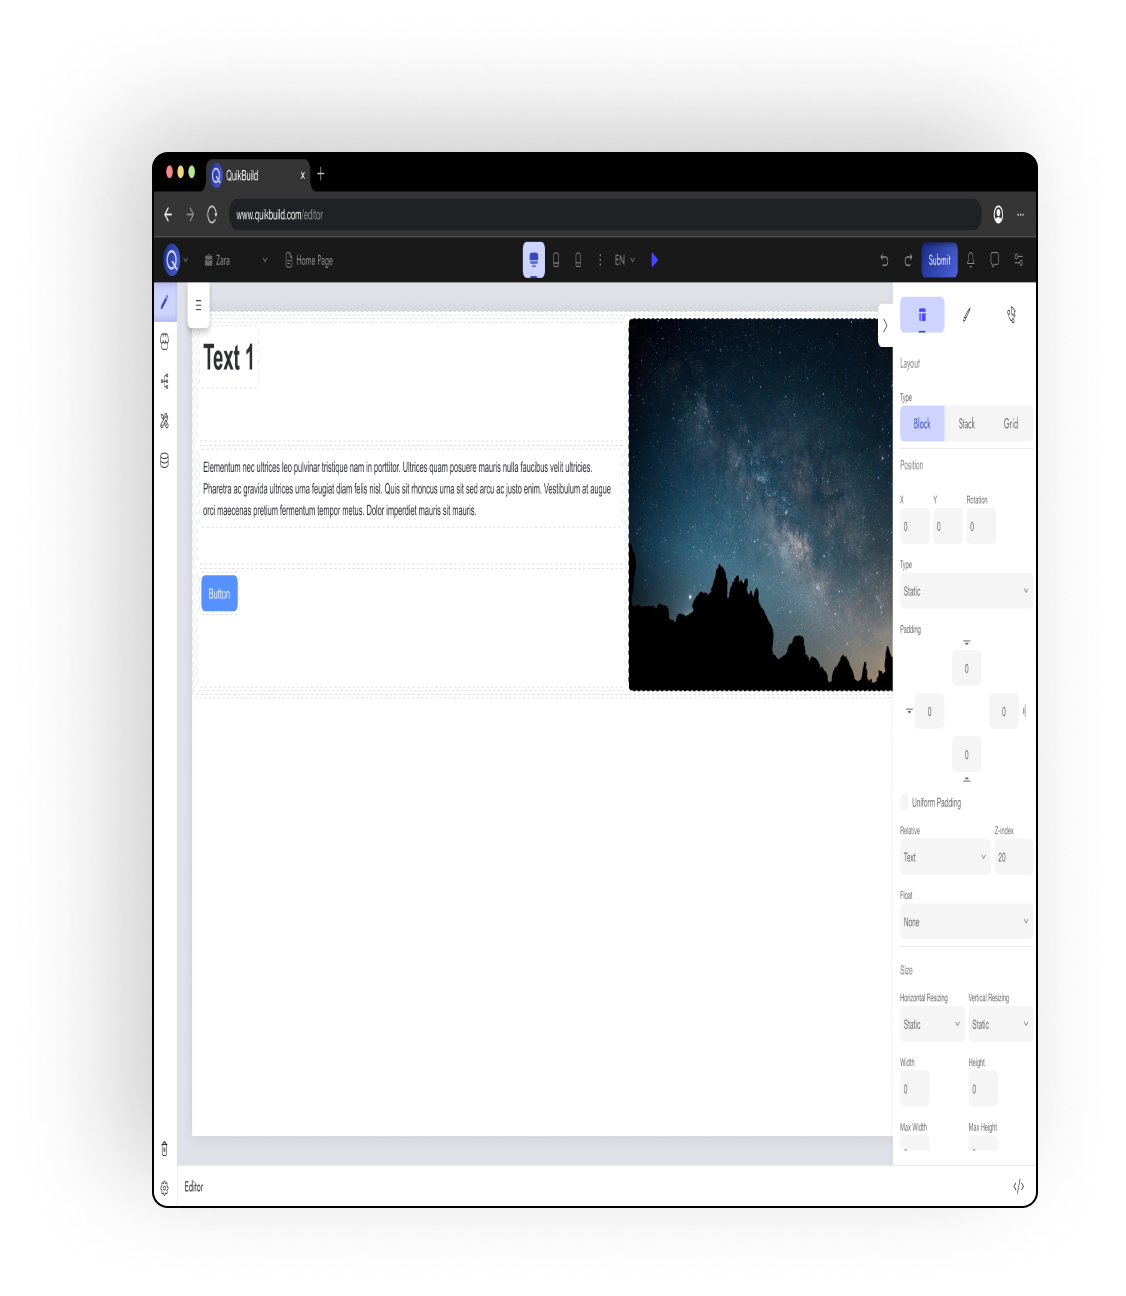 QuikBuild
www.quikbuild.com/editor
Zara
Home Page
EN
Submit
Text 1
Elementum nec ultrices leo pulvinar tristique nam in porttitor. Ultrices quam posuere mauris nulla faucibus velit ultricies.
Pharetra ac gravida ultrices urna feugiat diam felis nisl. Quis sit rhoncus urna sit sed arcu ac justo enim. Vestibulum at augue
orci maecenas pretium fermentum tempor metus. Dolor imperdiet mauris sit mauris.
Button
Layout
Type
Block Stack Grid
Position
X Y Rotation
0 0 0
Type
Static
Padding
0
0 0
0
Uniform Padding
Relative Z-index
Text 20
Float
None
Size
Horizontal Resizing Vertical Resizing
Static Static
Width Height
0 0
Max Width Max Height
Editor